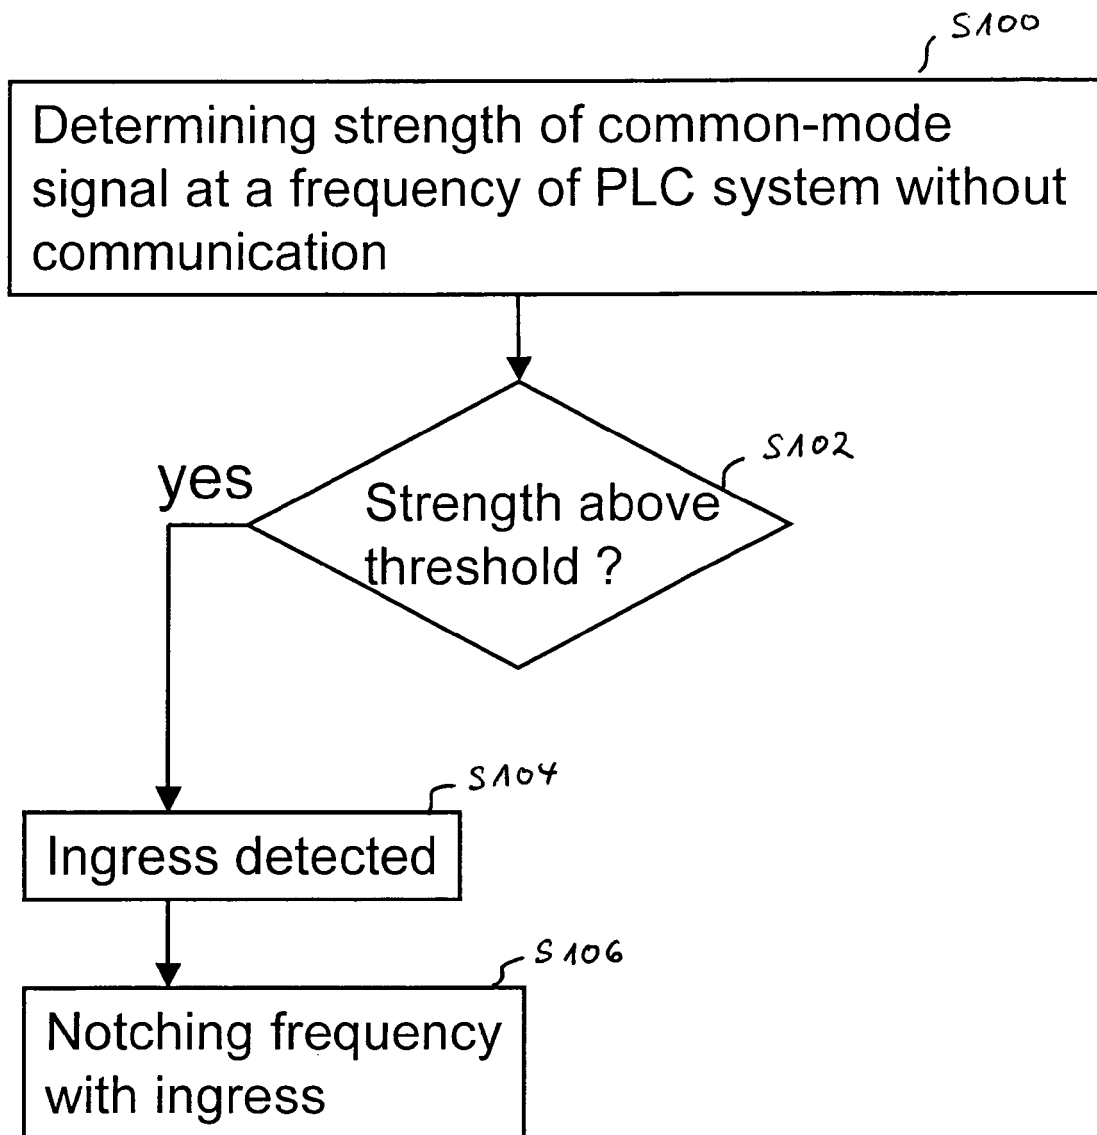 S100
Determining strength of common-mode
signal at a frequency of PLC system without
communication
S102
yes
Strength above
threshold ?
S104
Ingress detected
S106
Notching frequency
with ingress